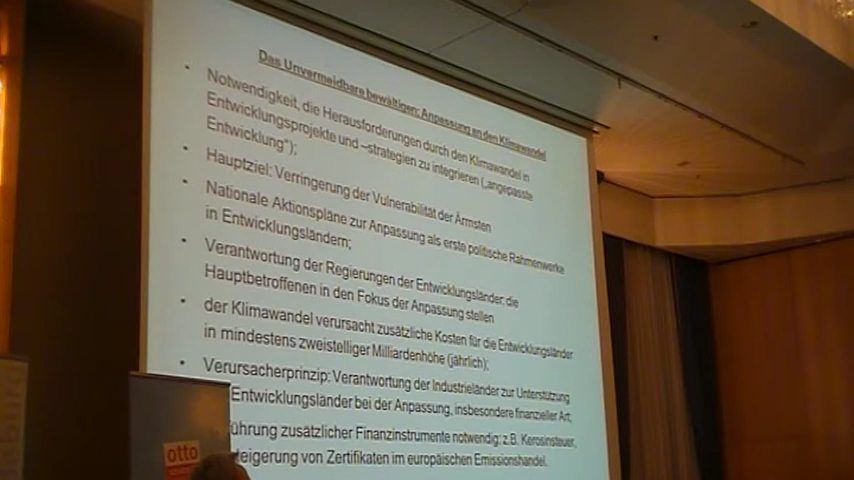 Das Unvermeidbare bewältigen: Anpassung an den Klimawandel
• Notwendigkeit, die Herausforderungen durch den Klimawandel in
Entwicklungsprojekte und –strategien zu integrieren („angepasste
Entwicklung“);
• Hauptziel: Verringerung der Vulnerabilität der Ärmsten
• Nationale Aktionspläne zur Anpassung als erste politische Rahmenwerke
in Entwicklungsländern;
• Verantwortung der Regierungen der Entwicklungsländer: die
Hauptbetroffenen in den Fokus der Anpassung stellen
• der Klimawandel verursacht zusätzliche Kosten für die Entwicklungsländer
in mindestens zweistelliger Milliardenhöhe (jährlich);
• Verursacherprinzip: Verantwortung der Industrieländer zur Unterstützung
Entwicklungsländer bei der Anpassung, insbesondere finanzieller Art;
ührung zusätzlicher Finanzinstrumente notwendig: z.B. Kerosinsteuer,
teigerung von Zertifikaten im europäischen Emissionshandel.
otto